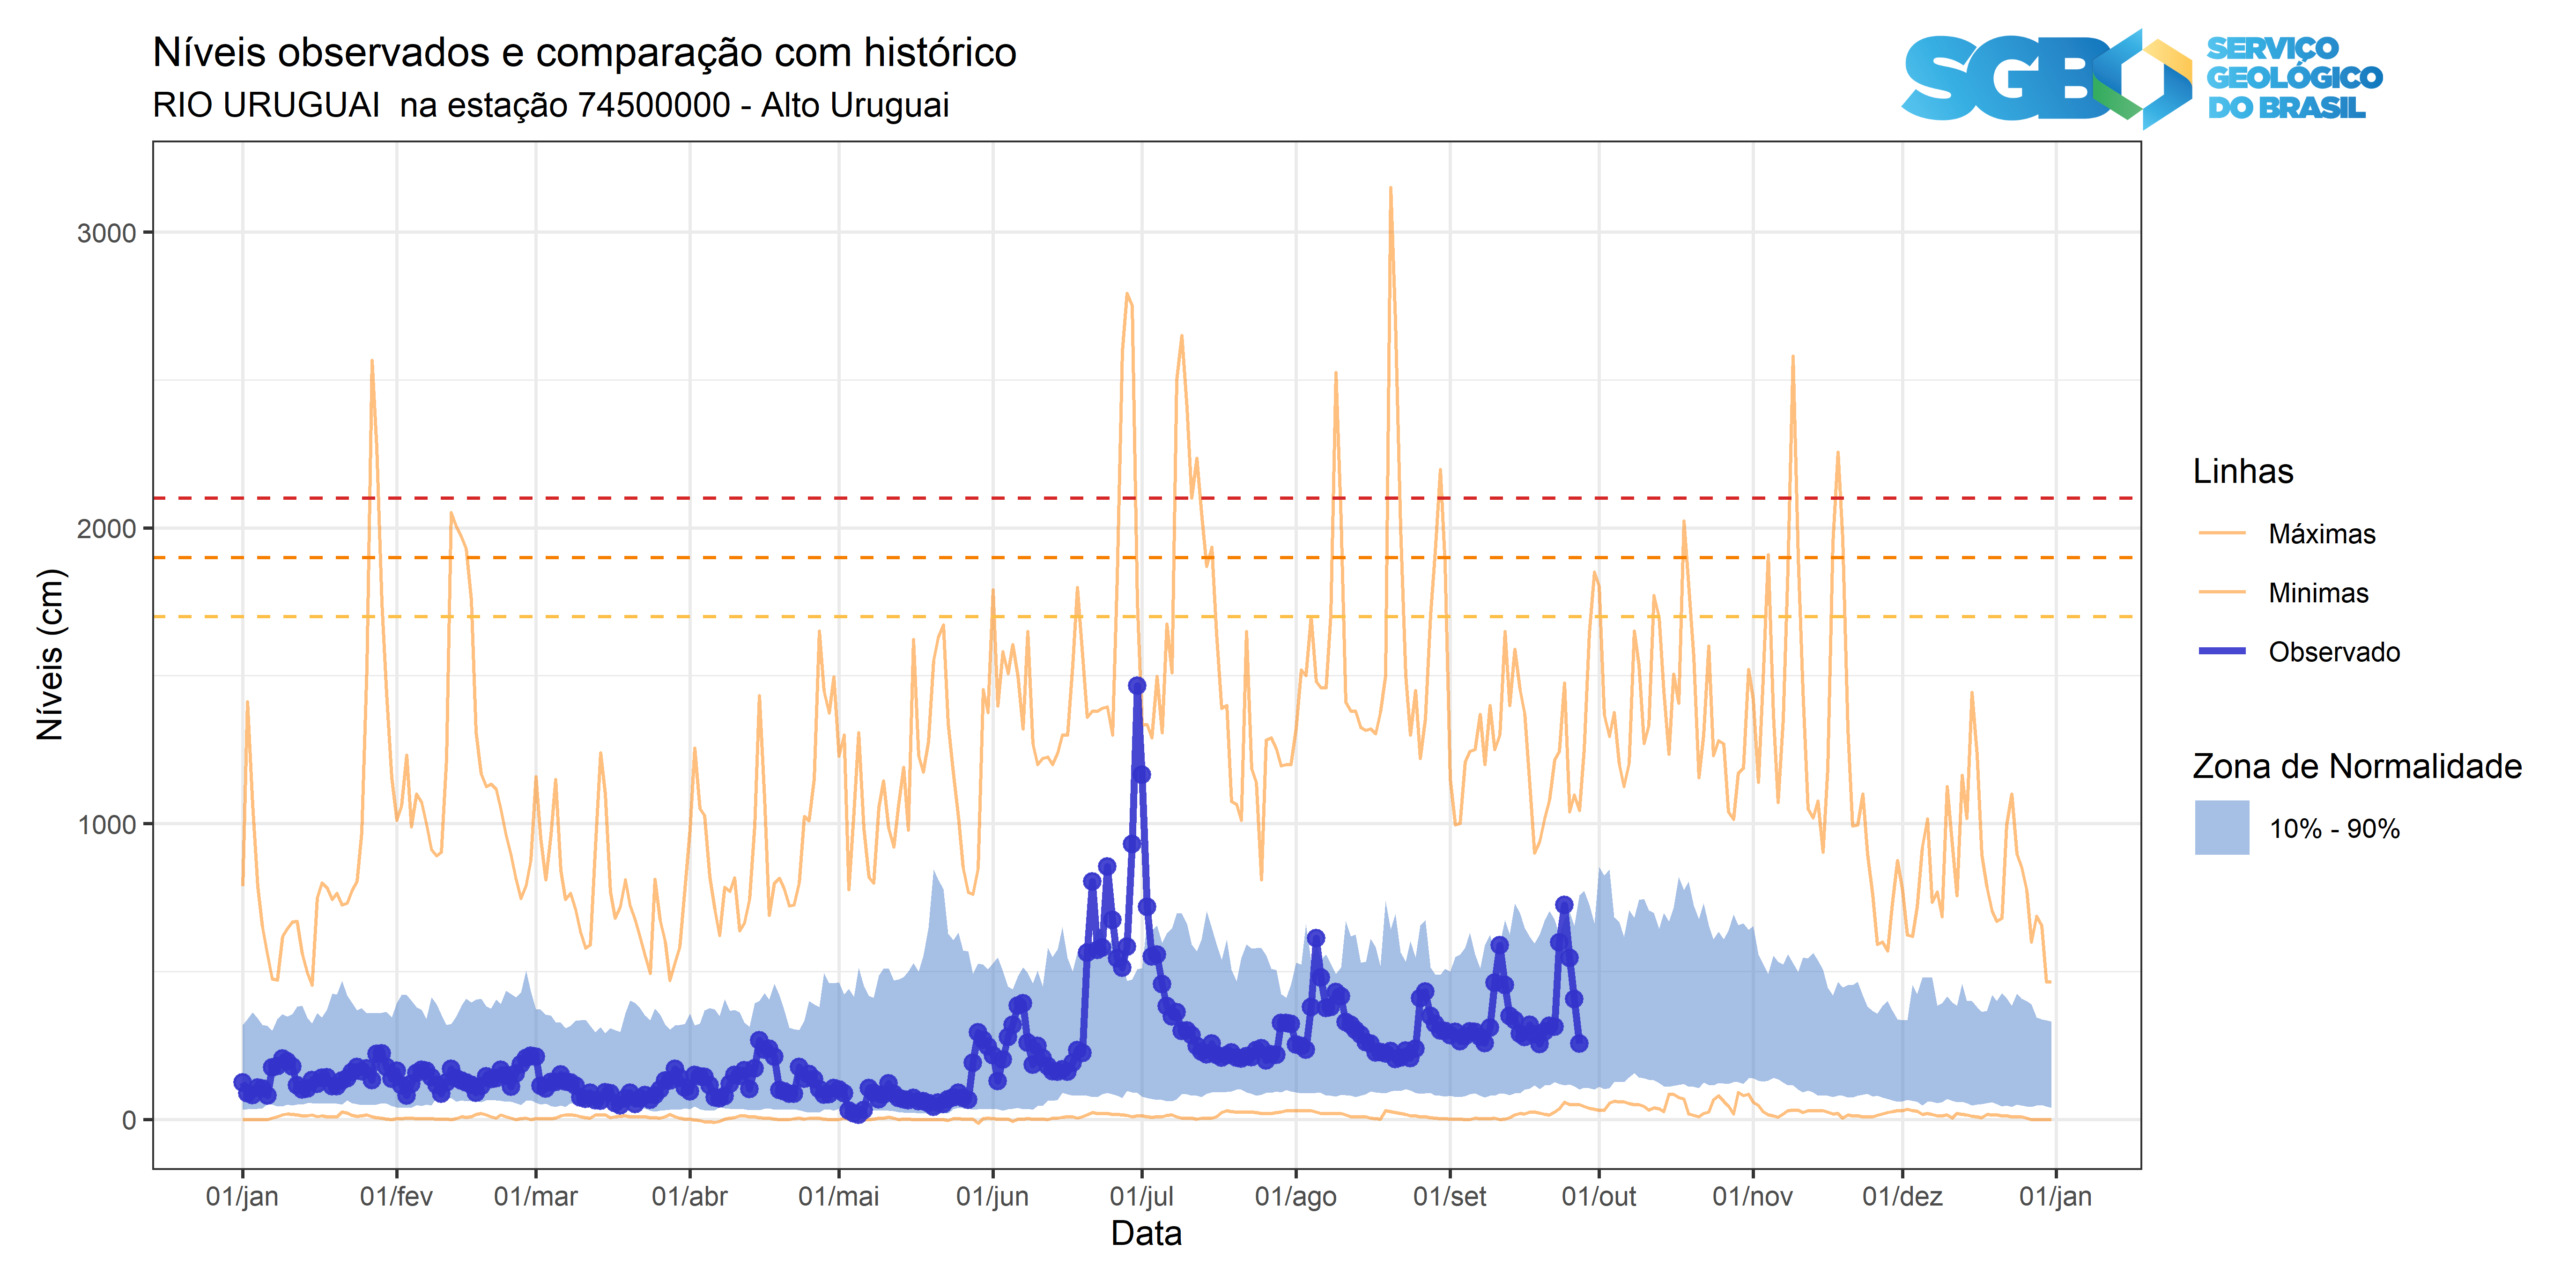 Níveis observados e comparação com histórico
RIO URUGUAI  na estação 74500000 - Alto Uruguai
SGB
SERVIÇO
GEOLÓGICO
DO BRASIL
Níveis (cm)
3000
2000
1000
0
01/jan
01/fev
01/mar
01/abr
01/mai
01/jun
01/jul
01/ago
01/set
01/out
01/nov
01/dez
01/jan
Data
Linhas
Máximas
Minimas
Observado
Zona de Normalidade
10% - 90%